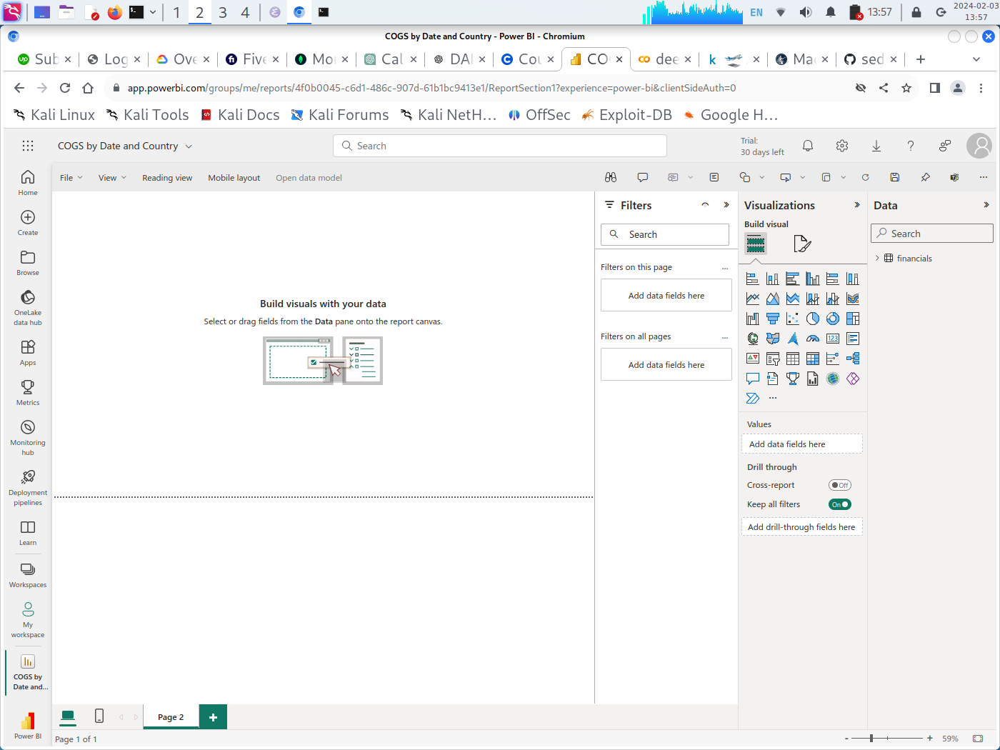 1 2 3 4
EN
13:57
2024-02-03
13:57
COGS by Date and Country - Power BI - Chromium
Sub
Log
Ove
Five
Mo
Cal
DAL
Cou
CO
dee
Mac
sed
app.powerbi.com/groups/me/reports/4f0b0045-c6d1-486c-907d-61b1bc9413e1/ReportSection1?experience=power-bi&clientSideAuth=0
Kali Linux
Kali Tools
Kali Docs
Kali Forums
Kali NetH...
OffSec
Exploit-DB
Google H...
COGS by Date and Country
Search
Trial:
30 days left
File
View
Reading view
Mobile layout
Open data model
Home
Create
Browse
OneLake
data hub
Apps
Metrics
Monitoring
hub
Deployment
pipelines
Learn
Workspaces
My
workspace
COGS by
Date and...
Power BI
Build visuals with your data
Select or drag fields from the Data pane onto the report canvas.
Filters
Search
Filters on this page
...
Add data fields here
Filters on all pages
...
Add data fields here
Visualizations
Build visual
123
...
Values
Add data fields here
Drill through
Cross-report
Off
Keep all filters
On
Add drill-through fields here
Data
Search
financials
Page 2
+
Page 1 of 1
- + 59%